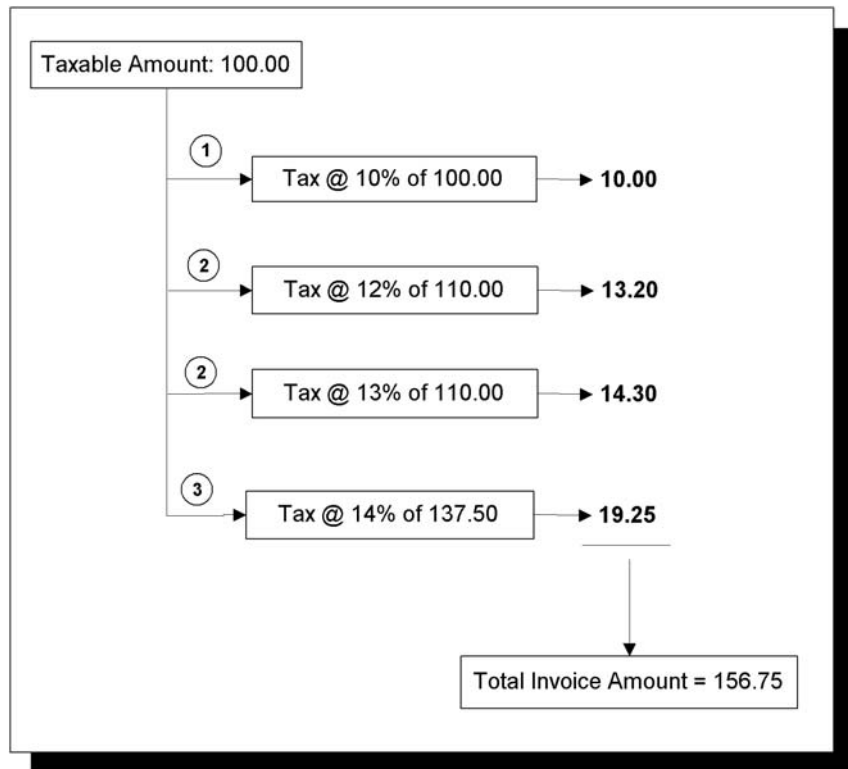 Taxable Amount: 100.00
1
Tax @ 10% of 100.00
10.00
2
Tax @ 12% of 110.00
13.20
2
Tax @ 13% of 110.00
14.30
3
Tax @ 14% of 137.50
19.25
Total Invoice Amount = 156.75